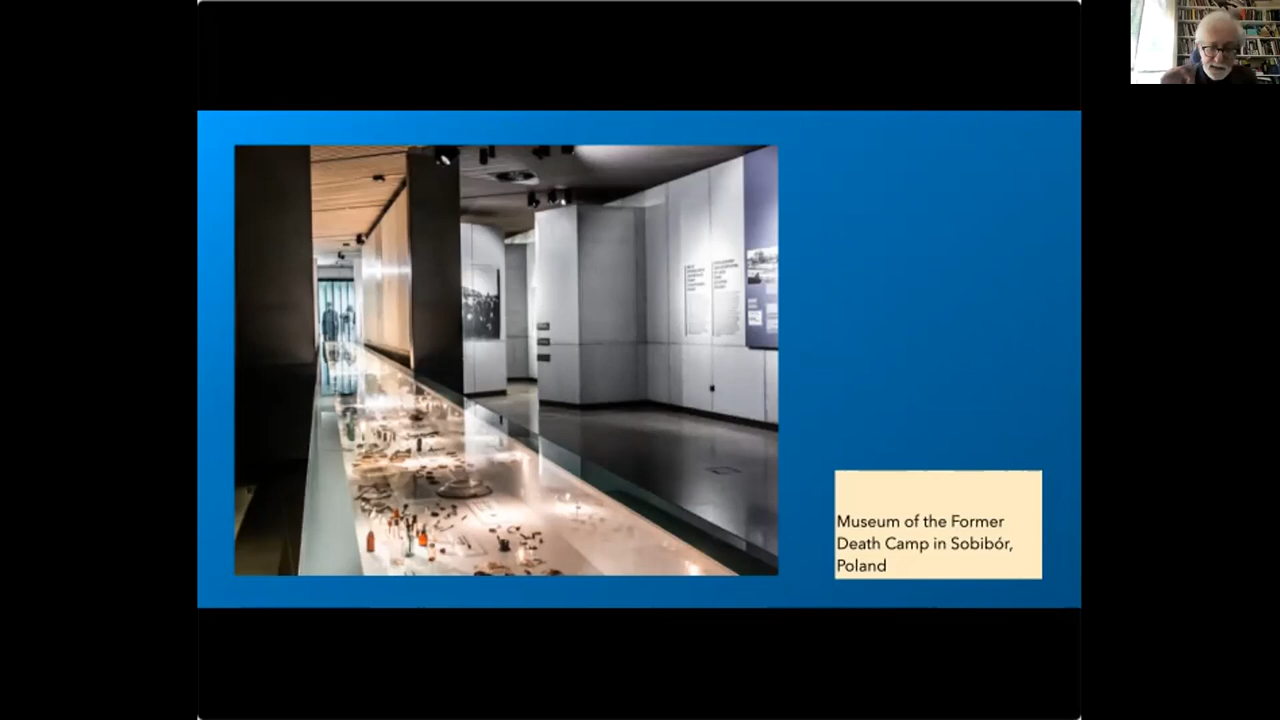 Museum of the Former
Death Camp in Sobibór,
Poland